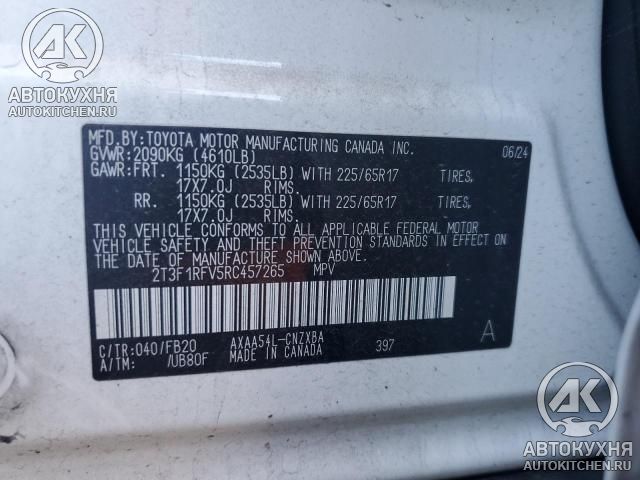 АК
АВТОКУХНЯ
AUTOKITCHEN.RU
MFD.BY:TOYOTA MOTOR MANUFACTURING CANADA INC. 06/24
GVWR:2090KG (4610LB)
GAWR:FRT. 1150KG (2535LB) WITH 225/65R17 TIRES,
17X7.0J RIMS.
RR. 1150KG (2535LB) WITH 225/65R17 TIRES,
17X7.0J RIMS.
THIS VEHICLE CONFORMS TO ALL APPLICABLE FEDERAL MOTOR
VEHICLE SAFETY AND THEFT PREVENTION STANDARDS IN EFFECT ON
THE DATE OF MANUFACTURE SHOWN ABOVE.
2T3F1RFV5RC457265 MPV
C/TR:040/FB20 AXAA54L-CNZXBA 397 A
A/TM: /UB80F MADE IN CANADA
АК
АВТОКУХНЯ
AUTOKITCHEN.RU